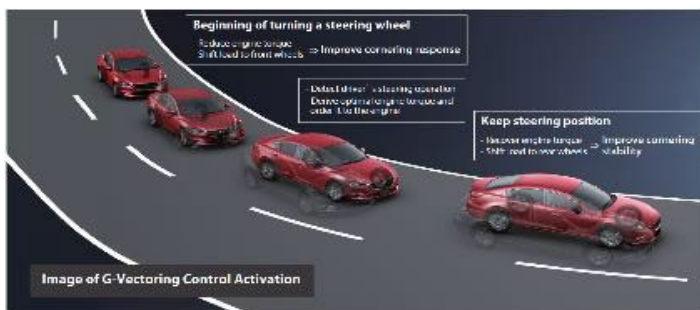 Beginning of turning a steering wheel
- Reduce engine torque
- Shift load to front wheels
⇒ Improve cornering response
- Detect driver's steering operation
- Derive optimal engine torque and
order it to the engine
Keep steering position
- Recover engine torque
- Shift load to rear wheels
⇒ Improve cornering
stability
Image of G-Vectoring Control Activation